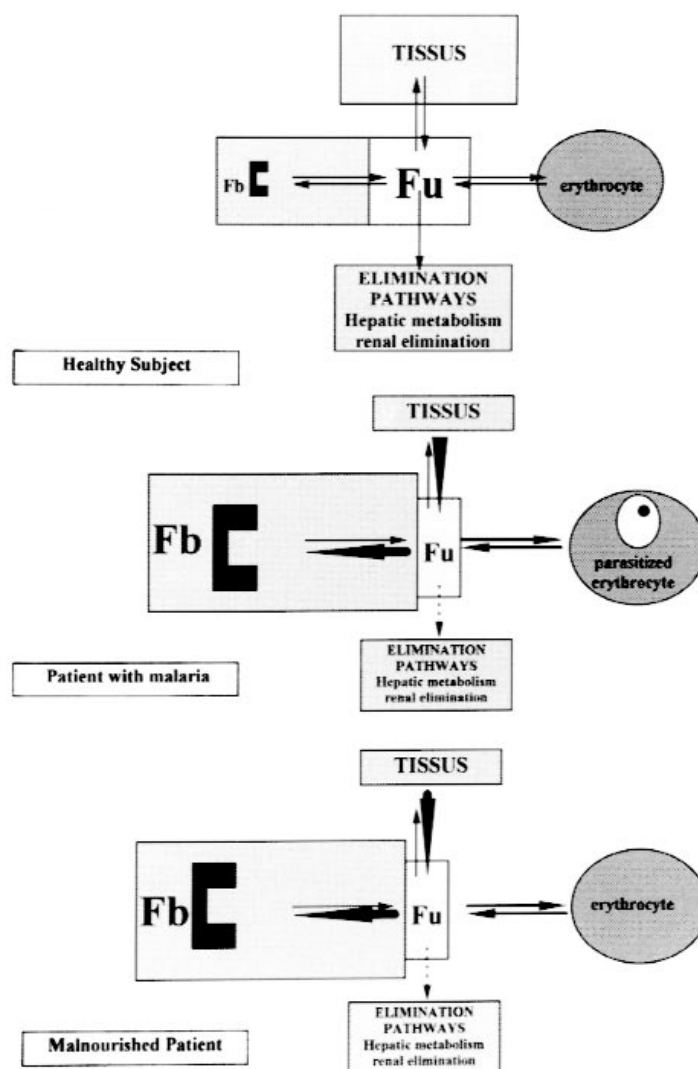 TISSUS
Fb
Fu
erythrocyte
ELIMINATION
PATHWAYS
Hepatic metabolism
renal elimination
Healthy Subject
TISSUS
Fb
Fu
parasitized
erythrocyte
ELIMINATION
PATHWAYS
Hepatic metabolism
renal elimination
Patient with malaria
TISSUS
Fb
Fu
erythrocyte
ELIMINATION
PATHWAYS
Hepatic metabolism
renal elimination
Malnourished Patient